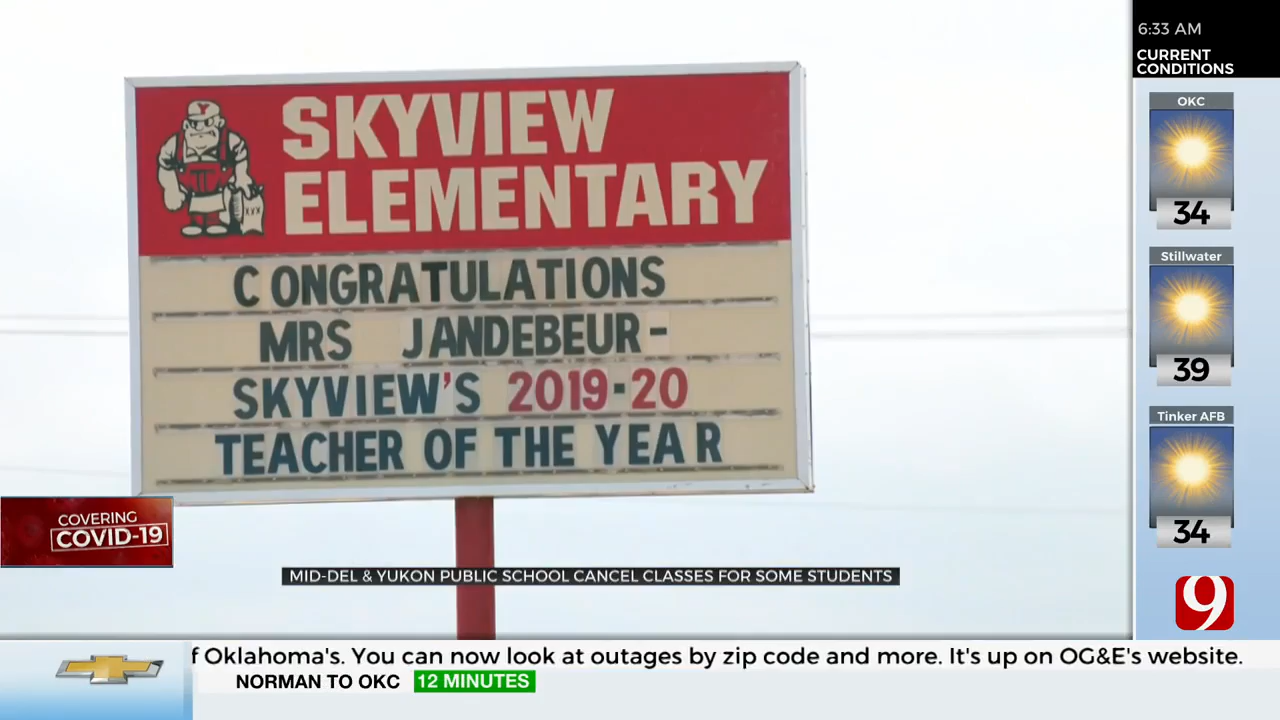 6:33 AM
CURRENT
CONDITIONS
OKC
34
Stillwater
39
Tinker AFB
34
9
Y
SKYVIEW
ELEMENTARY
XXX
CONGRATULATIONS
MRS JANDEBEUR-
SKYVIEW'S 2019-20
TEACHER OF THE YEAR
COVERING
COVID-19
MID-DEL & YUKON PUBLIC SCHOOL CANCEL CLASSES FOR SOME STUDENTS
f Oklahoma's. You can now look at outages by zip code and more. It's up on OG&E's website.
NORMAN TO OKC 12 MINUTES